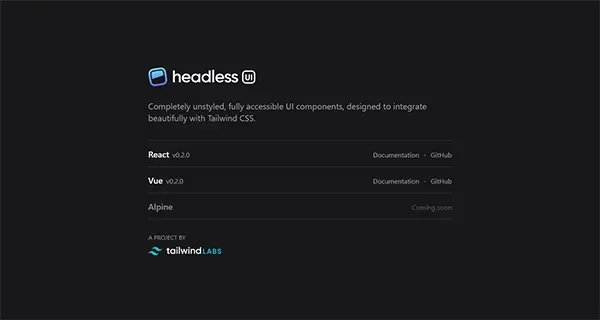 headless UI
Completely unstyled, fully accessible UI components, designed to integrate
beautifully with Tailwind CSS.
React v0.2.0 Documentation · GitHub
Vue v0.2.0 Documentation · GitHub
Alpine Coming soon
A PROJECT BY
tailwind LABS